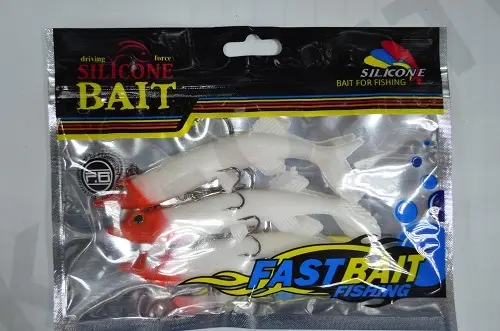 driving force
SILICONE
BAIT
SILICONE
BAIT FOR FISHING
P.B
FASTBAIT
FISHING